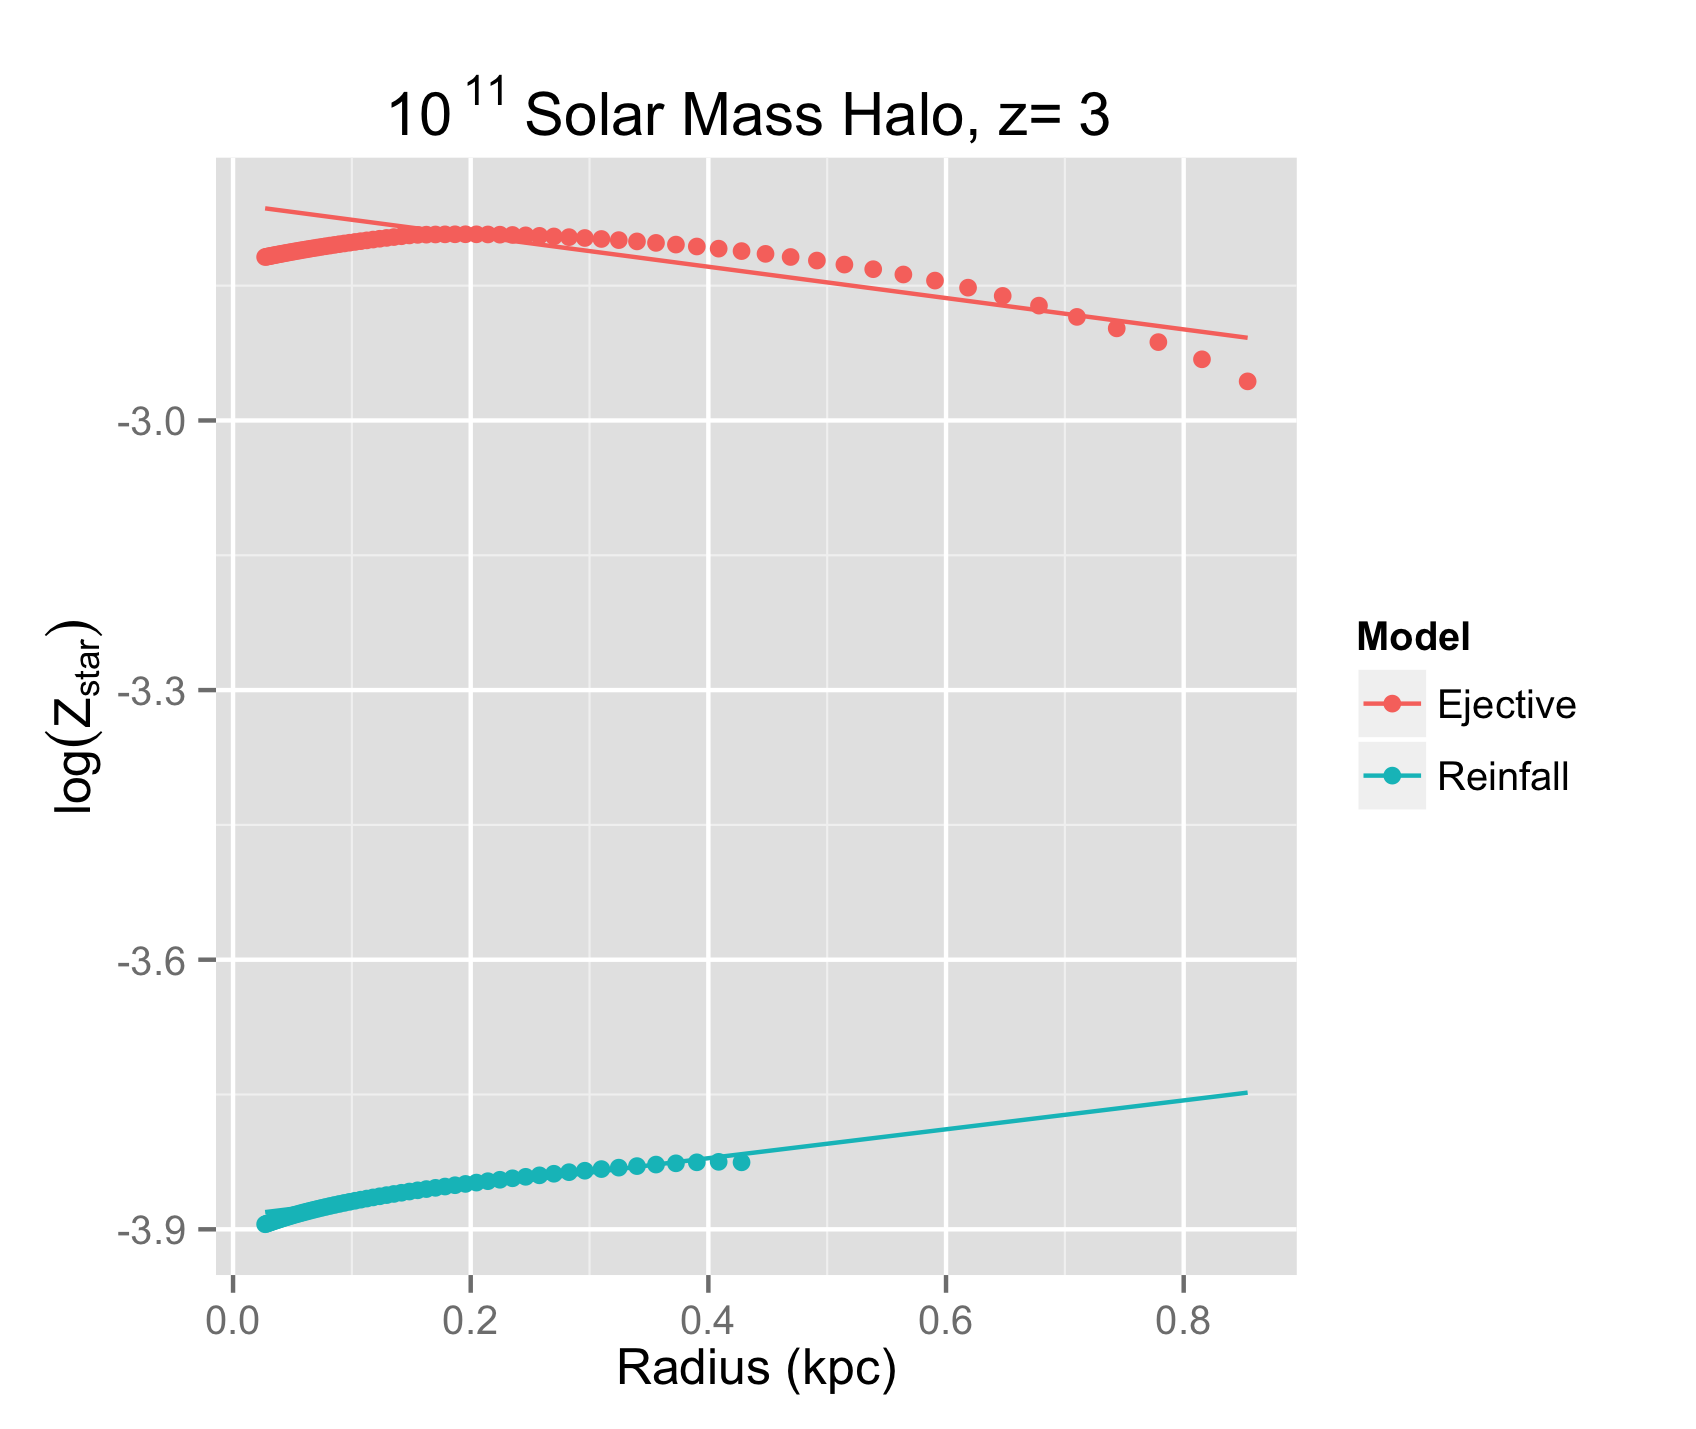 10 11 Solar Mass Halo, z= 3
log(Zstar)
-3.0
-3.3
-3.6
-3.9
0.0 0.2 0.4 0.6 0.8
Radius (kpc)
Model
Ejective
Reinfall